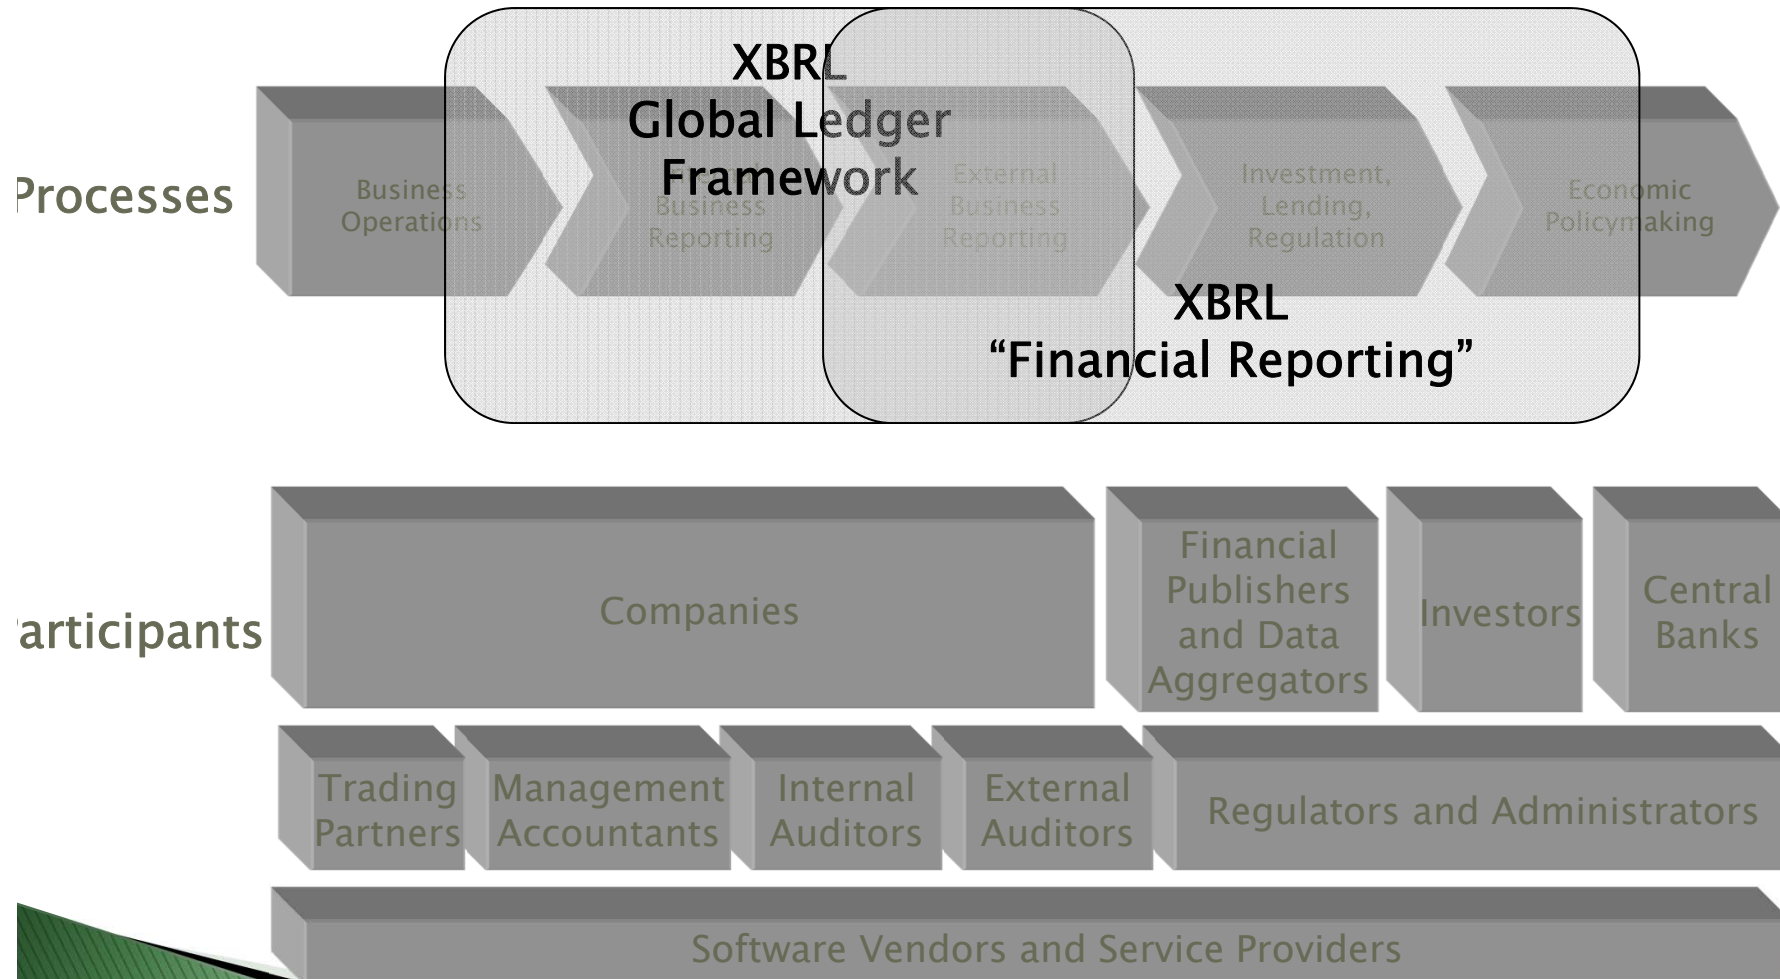 XBRL
Global Ledger
Framework
Processes
Business
Operations
Business
Reporting
External
Business
Reporting
Investment,
Lending,
Regulation
Economic
Policymaking
XBRL
“Financial Reporting”
articipants
Companies
Financial
Publishers
and Data
Aggregators
Investors
Central
Banks
Trading
Partners
Management
Accountants
Internal
Auditors
External
Auditors
Regulators and Administrators
Software Vendors and Service Providers